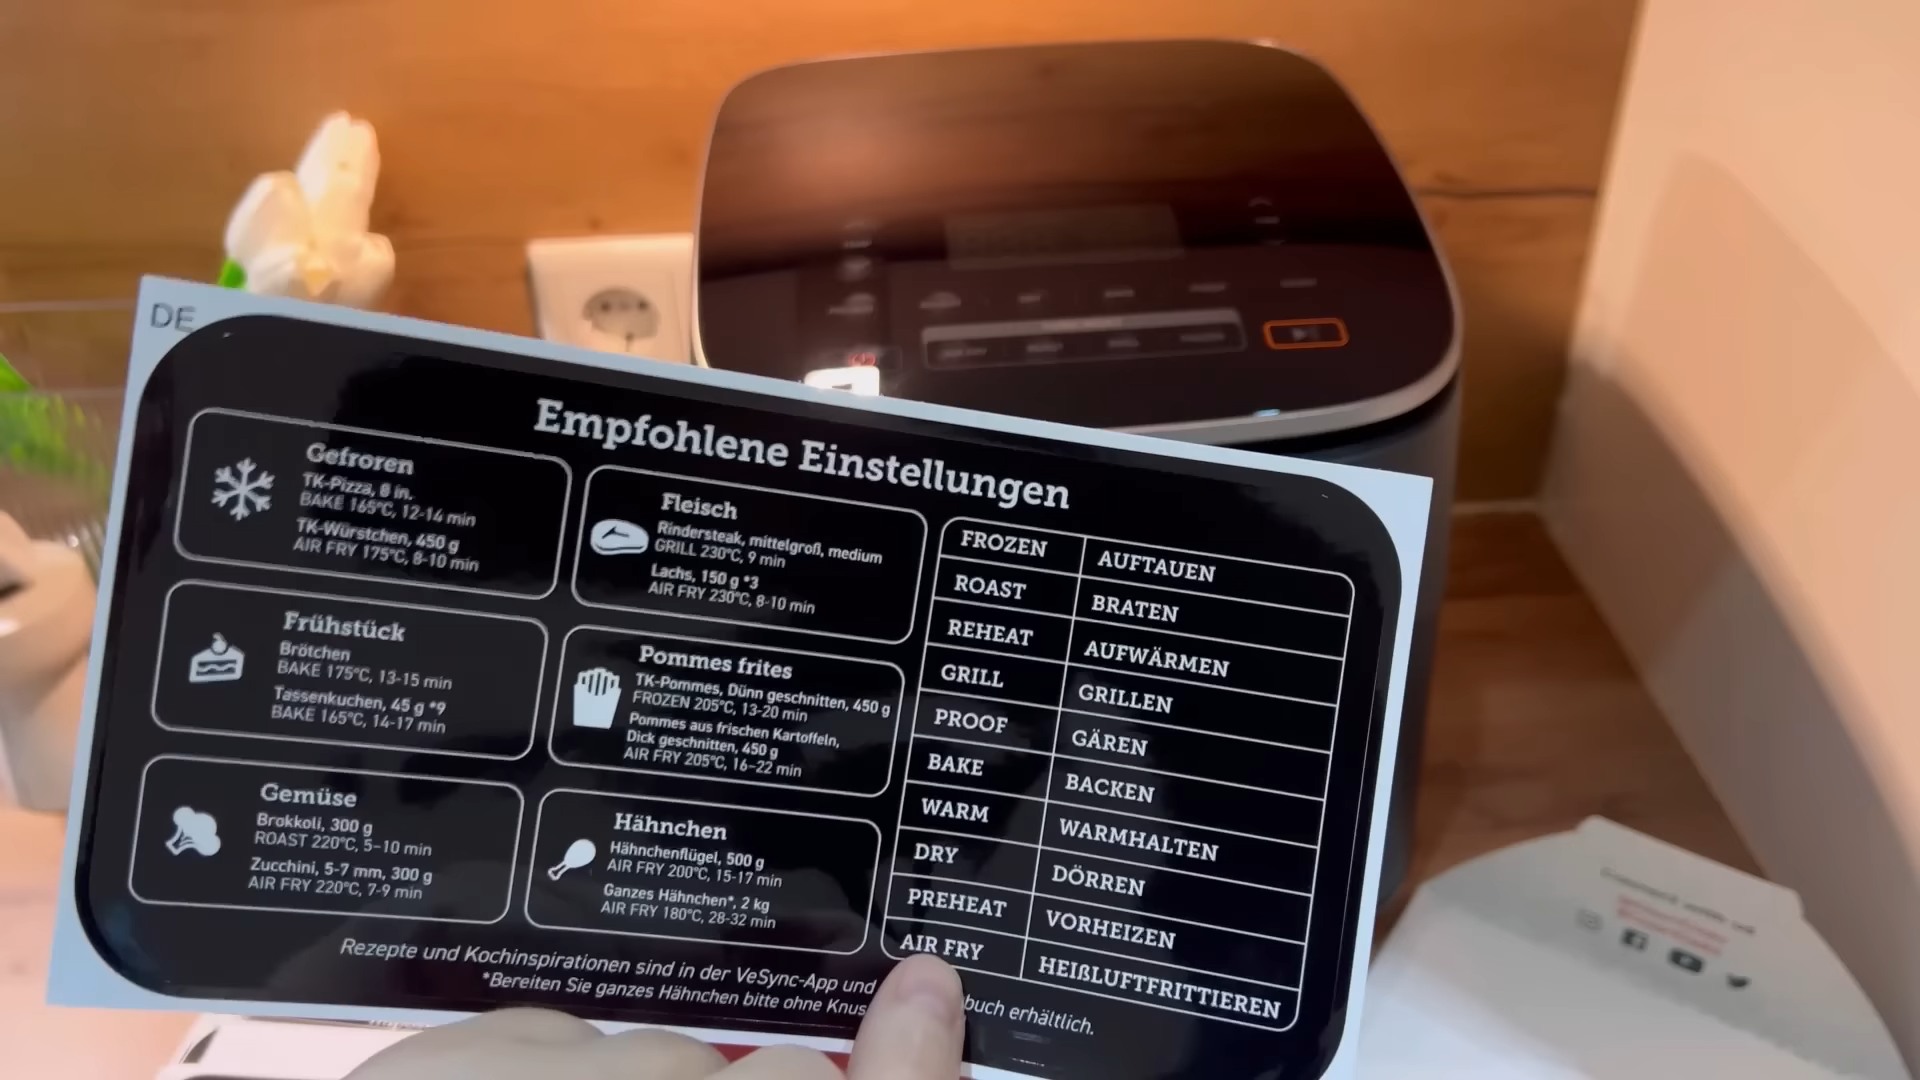 DE
Empfohlene Einstellungen
Gefroren
TK-Pizza, 8 in.
BAKE 165°C, 12-14 min
TK-Würstchen, 450 g
AIR FRY 175°C, 8-10 min
Fleisch
Rindersteak, mittelgroß, medium
GRILL 230°C, 9 min
Lachs, 150 g *3
AIR FRY 230°C, 8-10 min
Frühstück
Brötchen
BAKE 175°C, 13-15 min
Tassenkuchen, 45 g *9
BAKE 165°C, 14-17 min
Pommes frites
TK-Pommes, Dünn geschnitten, 450 g
FROZEN 205°C, 13-20 min
Pommes aus frischen Kartoffeln,
Dick geschnitten, 450 g
AIR FRY 205°C, 16-22 min
Gemüse
Brokkoli, 300 g
ROAST 220°C, 5-10 min
Zucchini, 5-7 mm, 300 g
AIR FRY 220°C, 7-9 min
Hähnchen
Hähnchenflügel, 500 g
AIR FRY 200°C, 15-17 min
Ganzes Hähnchen*, 2 kg
AIR FRY 180°C, 28-32 min
FROZEN AUFTAUEN
ROAST BRATEN
REHEAT AUFWÄRMEN
GRILL GRILLEN
PROOF GÄREN
BAKE BACKEN
WARM WARMHALTEN
DRY DÖRREN
PREHEAT VORHEIZEN
AIR FRY HEIßLUFTFRITTIEREN
Rezepte und Kochinspirationen sind in der VeSync-App und buch erhältlich.
*Bereiten Sie ganzes Hähnchen bitte ohne Knus